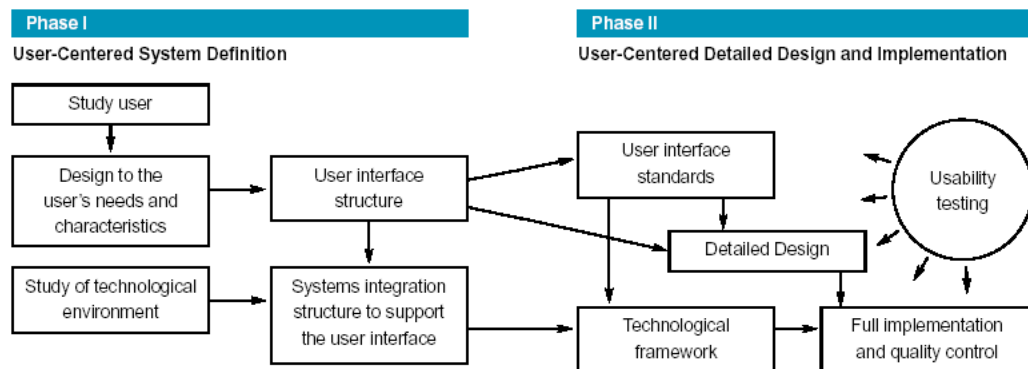 Phase I
User-Centered System Definition
Study user
Design to the
user's needs and
characteristics
User interface
structure
Study of technological
environment
Systems integration
structure to support
the user interface
Phase II
User-Centered Detailed Design and Implementation
User interface
standards
Usability
testing
Detailed Design
Technological
framework
Full implementation
and quality control